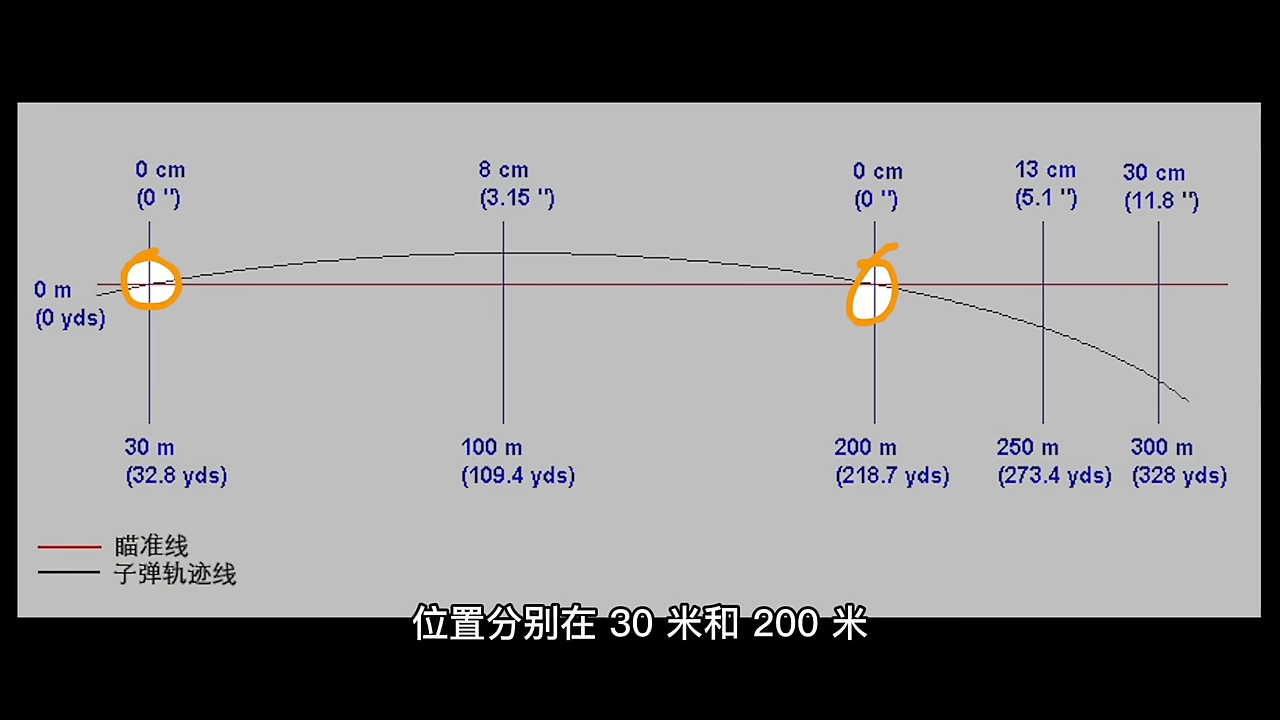 0 cm
(0 ")
8 cm
(3.15 ")
0 cm
(0 ")
13 cm
(5.1 ")
30 cm
(11.8 ")
0 m
(0 yds)
30 m
(32.8 yds)
100 m
(109.4 yds)
200 m
(218.7 yds)
250 m
(273.4 yds)
300 m
(328 yds)
瞄准线
子弹轨迹线
位置分别在 30 米和 200 米